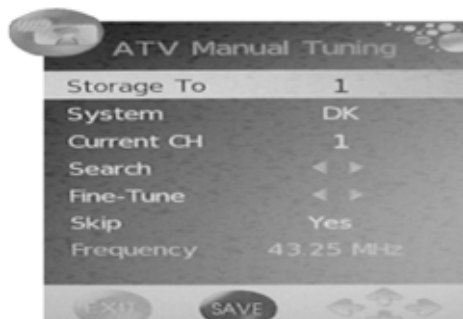 ATV Manual Tuning
Storage To 1
System DK
Current CH 1
Search
Fine-Tune
Skip Yes
Frequency 43.25 MHz
EXIT SAVE